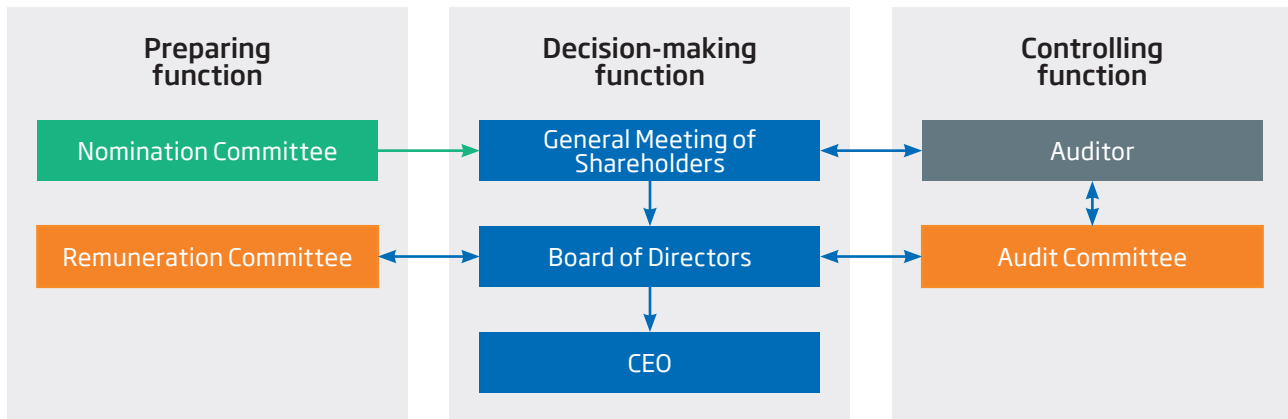 Preparing
function
Nomination Committee
Remuneration Committee
Decision-making
function
General Meeting of
Shareholders
Board of Directors
CEO
Controlling
function
Auditor
Audit Committee